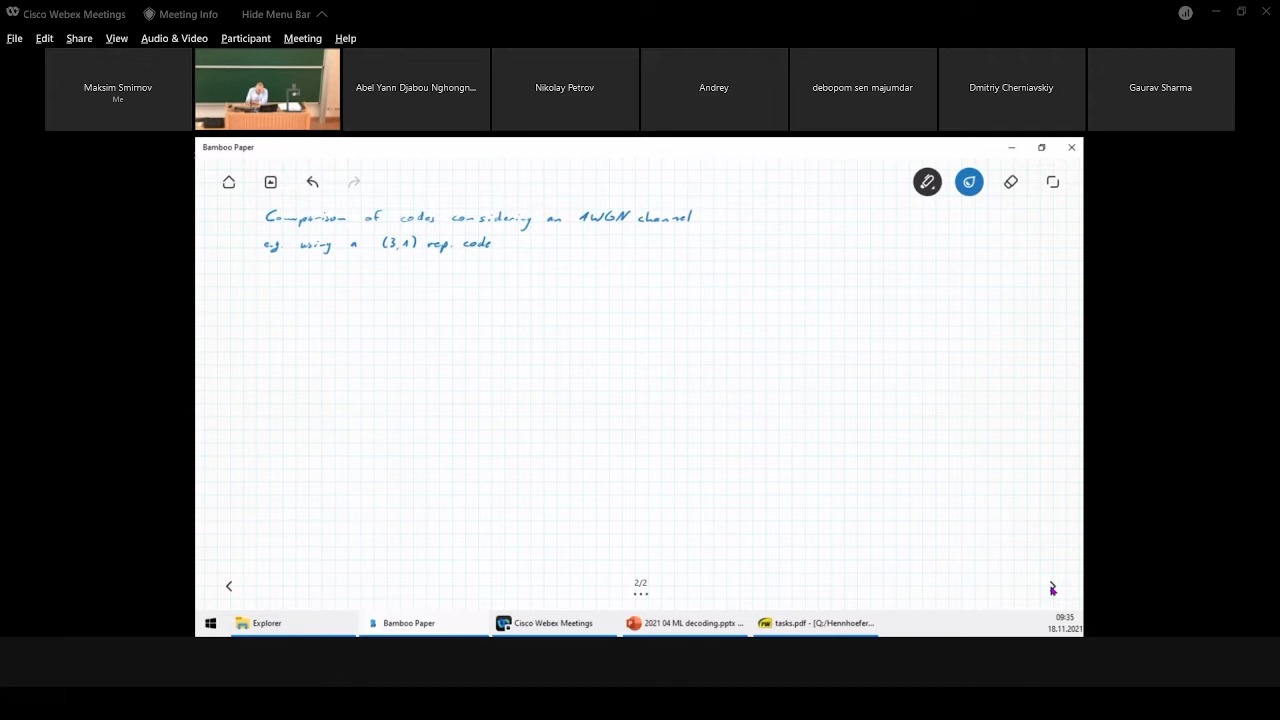 Cisco Webex Meetings Meeting Info Hide Menu Bar
File Edit Share View Audio & Video Participant Meeting Help
Maksim Smirnov
Me
Abel Yann Djabou Nghongn...
Nikolay Petrov
Andrey
debopom sen majumdar
Dmitriy Cherniavskiy
Gaurav Sharma
Bamboo Paper
Comparison of codes considering an AWGN channel
e.g. using a (3,1) rep. code
2/2
Explorer Bamboo Paper Cisco Webex Meetings 2021 04 ML decoding.pptx ... tasks.pdf - [Q:/Hennhoefer...
09:35
18.11.2021